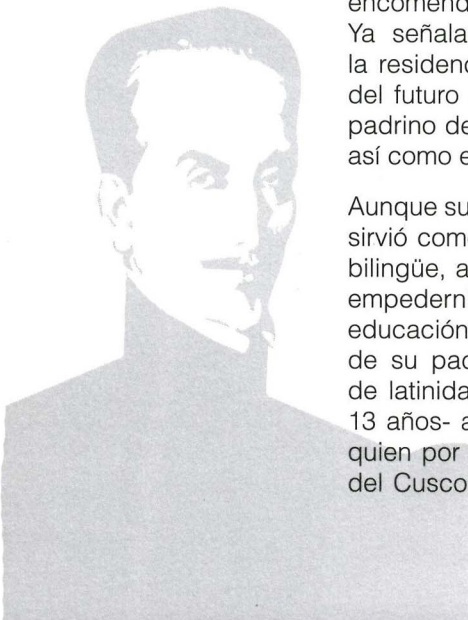 encomend
Ya señala
la residenc
del futuro
padrino de
así como e
Aunque su
sirvió com
bilingüe, a
empedern
educación
de su pad
de latinida
13 años- a
quien por
del Cusco